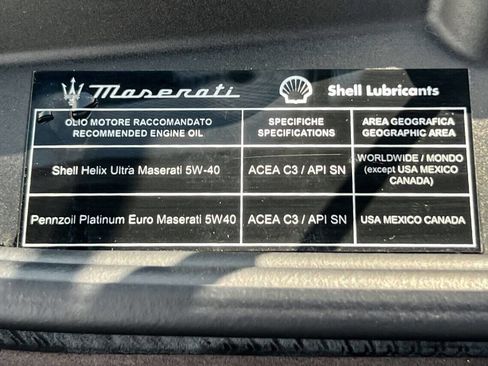 Maserati Shell Lubricants
OLIO MOTORE RACCOMANDATO
RECOMMENDED ENGINE OIL
SPECIFICHE
SPECIFICATIONS
AREA GEOGRAFICA
GEOGRAPHIC AREA
Shell Helix Ultra Maserati 5W-40
ACEA C3 / API SN
WORLDWIDE / MONDO
(except USA MEXICO
CANADA)
Pennzoil Platinum Euro Maserati 5W40
ACEA C3 / API SN
USA MEXICO CANADA